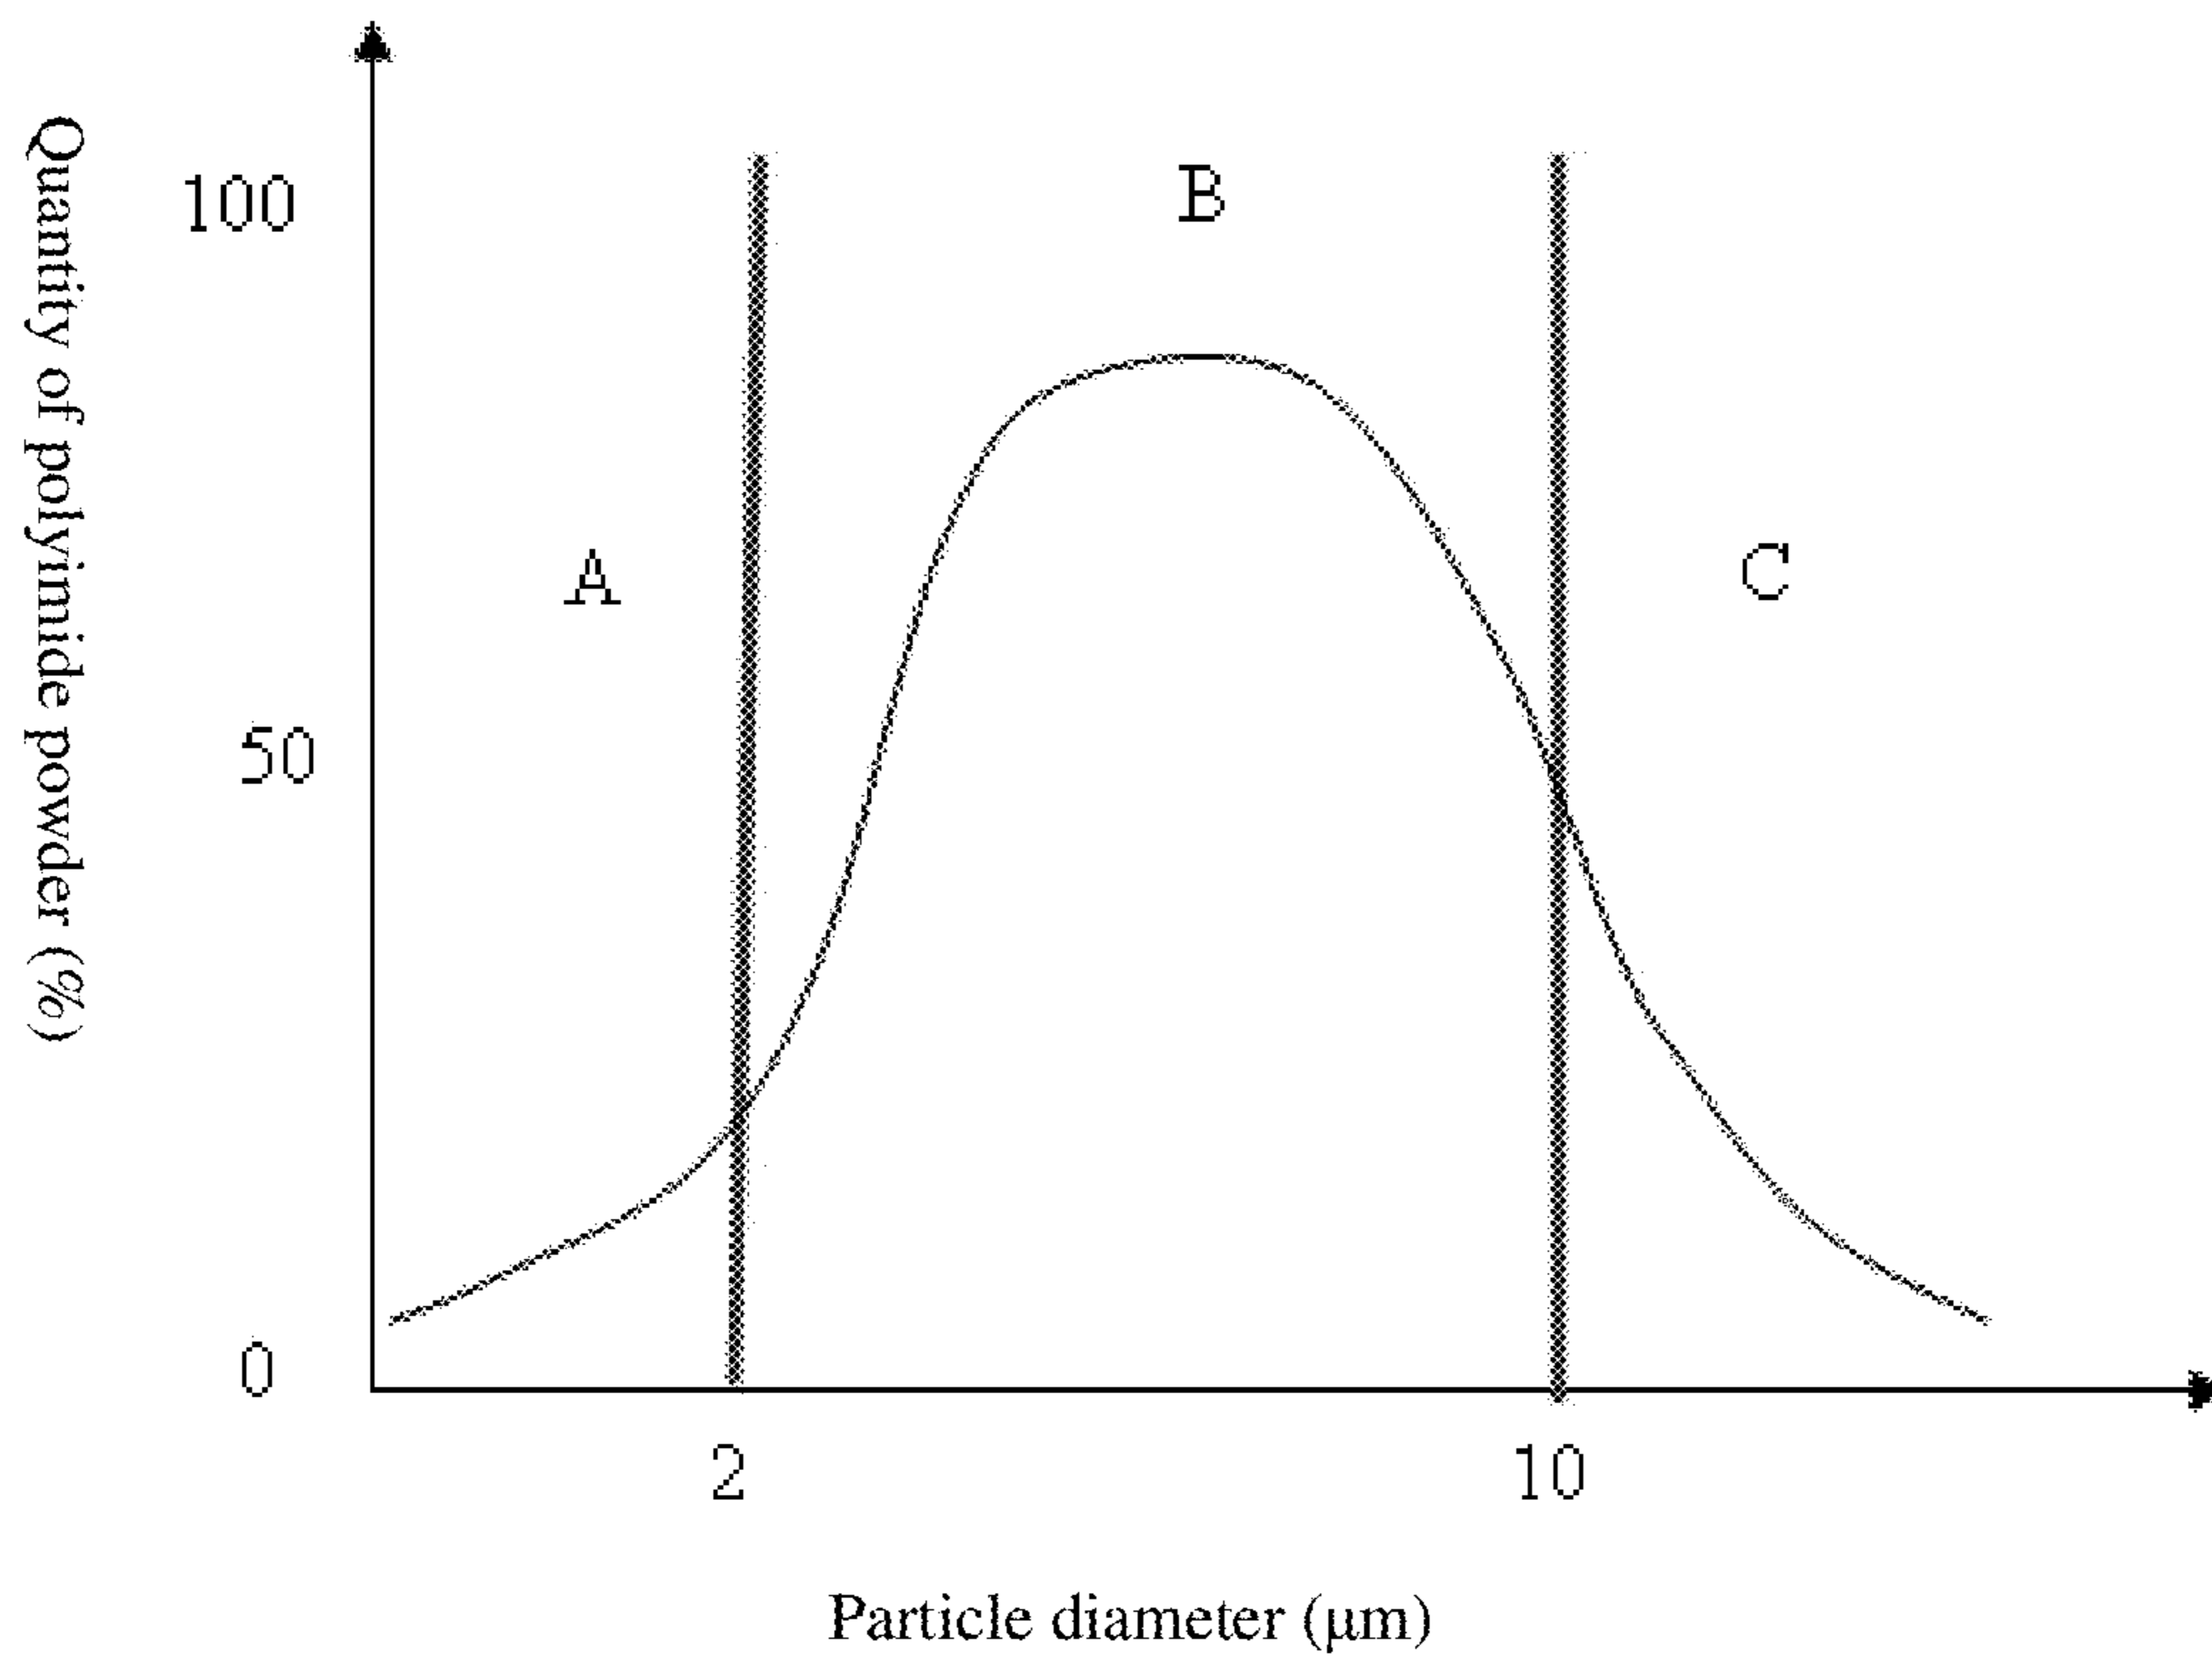 Quantity of polyimide powder (%)
100
50
0
A
B
C
2
10
Particle diameter (μm)